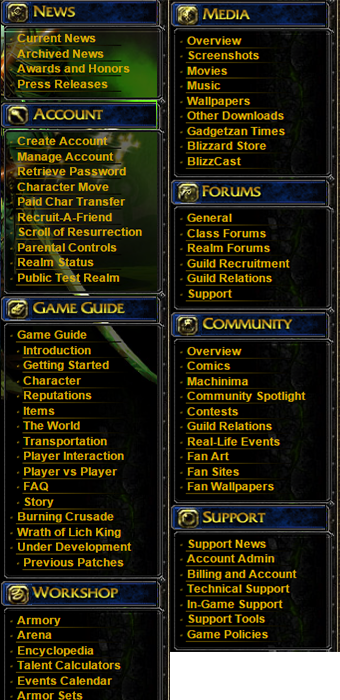 NEWS
Current News
Archived News
Awards and Honors
Press Releases
ACCOUNT
Create Account
Manage Account
Retrieve Password
Character Move
Paid Char Transfer
Recruit-A-Friend
Scroll of Resurrection
Parental Controls
Realm Status
Public Test Realm
GAME GUIDE
Game Guide
Introduction
Getting Started
Character
Reputations
Items
The World
Transportation
Player Interaction
Player vs Player
FAQ
Story
Burning Crusade
Wrath of Lich King
Under Development
Previous Patches
WORKSHOP
Armory
Arena
Encyclopedia
Talent Calculators
Events Calendar
Armor Sets
MEDIA
Overview
Screenshots
Movies
Music
Wallpapers
Other Downloads
Gadgetzan Times
Blizzard Store
BlizzCast
FORUMS
General
Class Forums
Realm Forums
Guild Recruitment
Guild Relations
Support
COMMUNITY
Overview
Comics
Machinima
Community Spotlight
Contests
Guild Relations
Real-Life Events
Fan Art
Fan Sites
Fan Wallpapers
SUPPORT
Support News
Account Admin
Billing and Account
Technical Support
In-Game Support
Support Tools
Game Policies